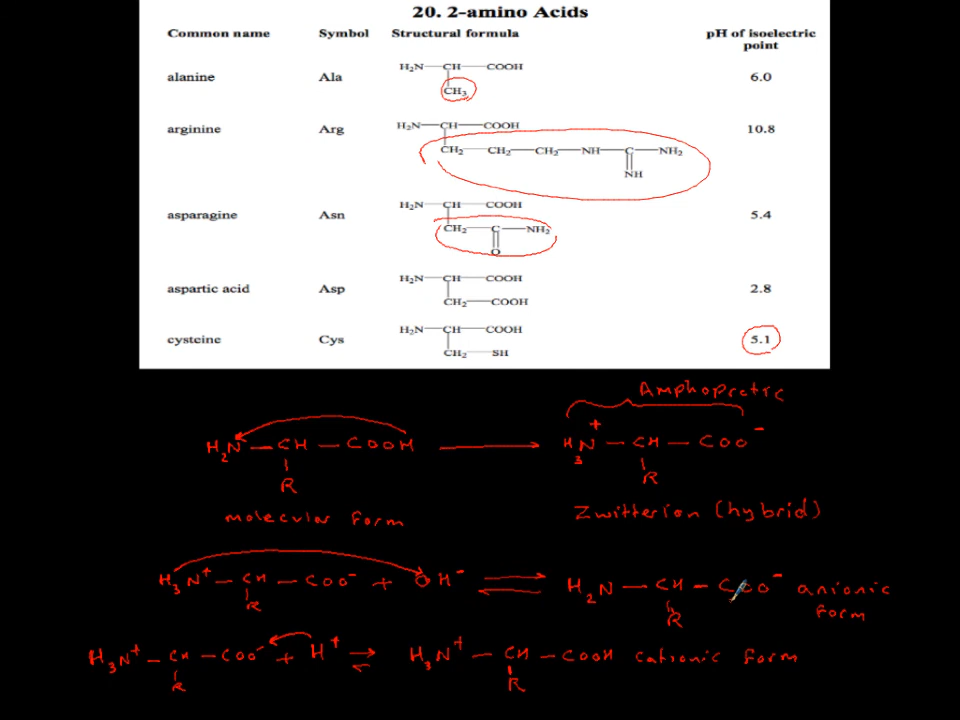 20. 2-amino Acids
Common name Symbol Structural formula pH of isoelectric point
alanine Ala H₂N—CH—COOH 6.0
CH₃
arginine Arg H₂N—CH—COOH 10.8
CH₂—CH₂—CH₂—NH—C—NH₂
NH
asparagine Asn H₂N—CH—COOH 5.4
CH₂—C—NH₂
O
aspartic acid Asp H₂N—CH—COOH 2.8
CH₂—COOH
cysteine Cys H₂N—CH—COOH 5.1
CH₂—SH
Amphoprotic
H₂N — CH — COOH → H₃N⁺ — CH — COO⁻
R R
molecular form Zwitterion (hybrid)
H₃N⁺ — CH — COO⁻ + OH⁻ ⇌ H₂N — CH — COO⁻ anionic form
R R
H₃N⁺ — CH — COO⁻ + H⁺ ⇌ H₃N⁺ — CH — COOH cationic form
R R